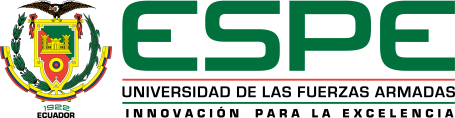 ESPE
UNIVERSIDAD DE LAS FUERZAS ARMADAS
INNOVACIÓN PARA LA EXCELENCIA
1922
ECUADOR